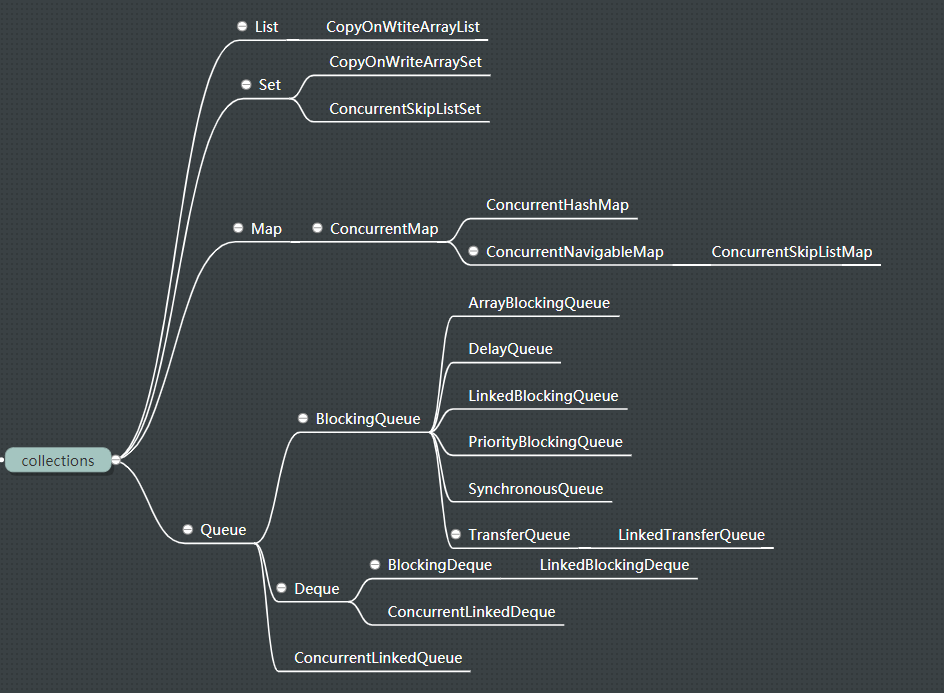 List
CopyOnWtiteArrayList
CopyOnWriteArraySet
Set
ConcurrentSkipListSet
ConcurrentHashMap
Map
ConcurrentMap
ConcurrentNavigableMap
ConcurrentSkipListMap
ArrayBlockingQueue
DelayQueue
LinkedBlockingQueue
BlockingQueue
PriorityBlockingQueue
collections
SynchronousQueue
Queue
TransferQueue
LinkedTransferQueue
BlockingDeque
LinkedBlockingDeque
Deque
ConcurrentLinkedDeque
ConcurrentLinkedQueue